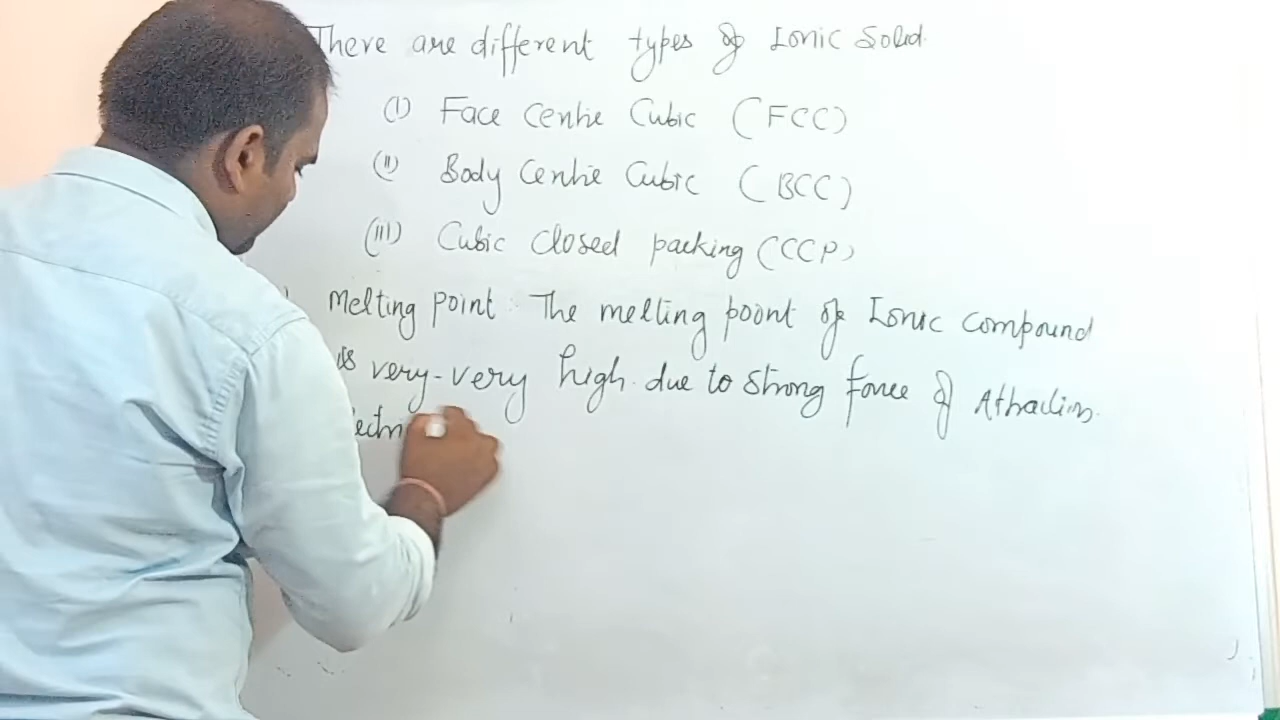 There are different types of Ionic Solid.
(I) Face Centre Cubic (FCC)
(II) Body Centre Cubic (BCC)
(III) Cubic Closed packing (CCP)
Melting point: The melting point of Ionic compound
is very-very high. due to strong force of Attraction.